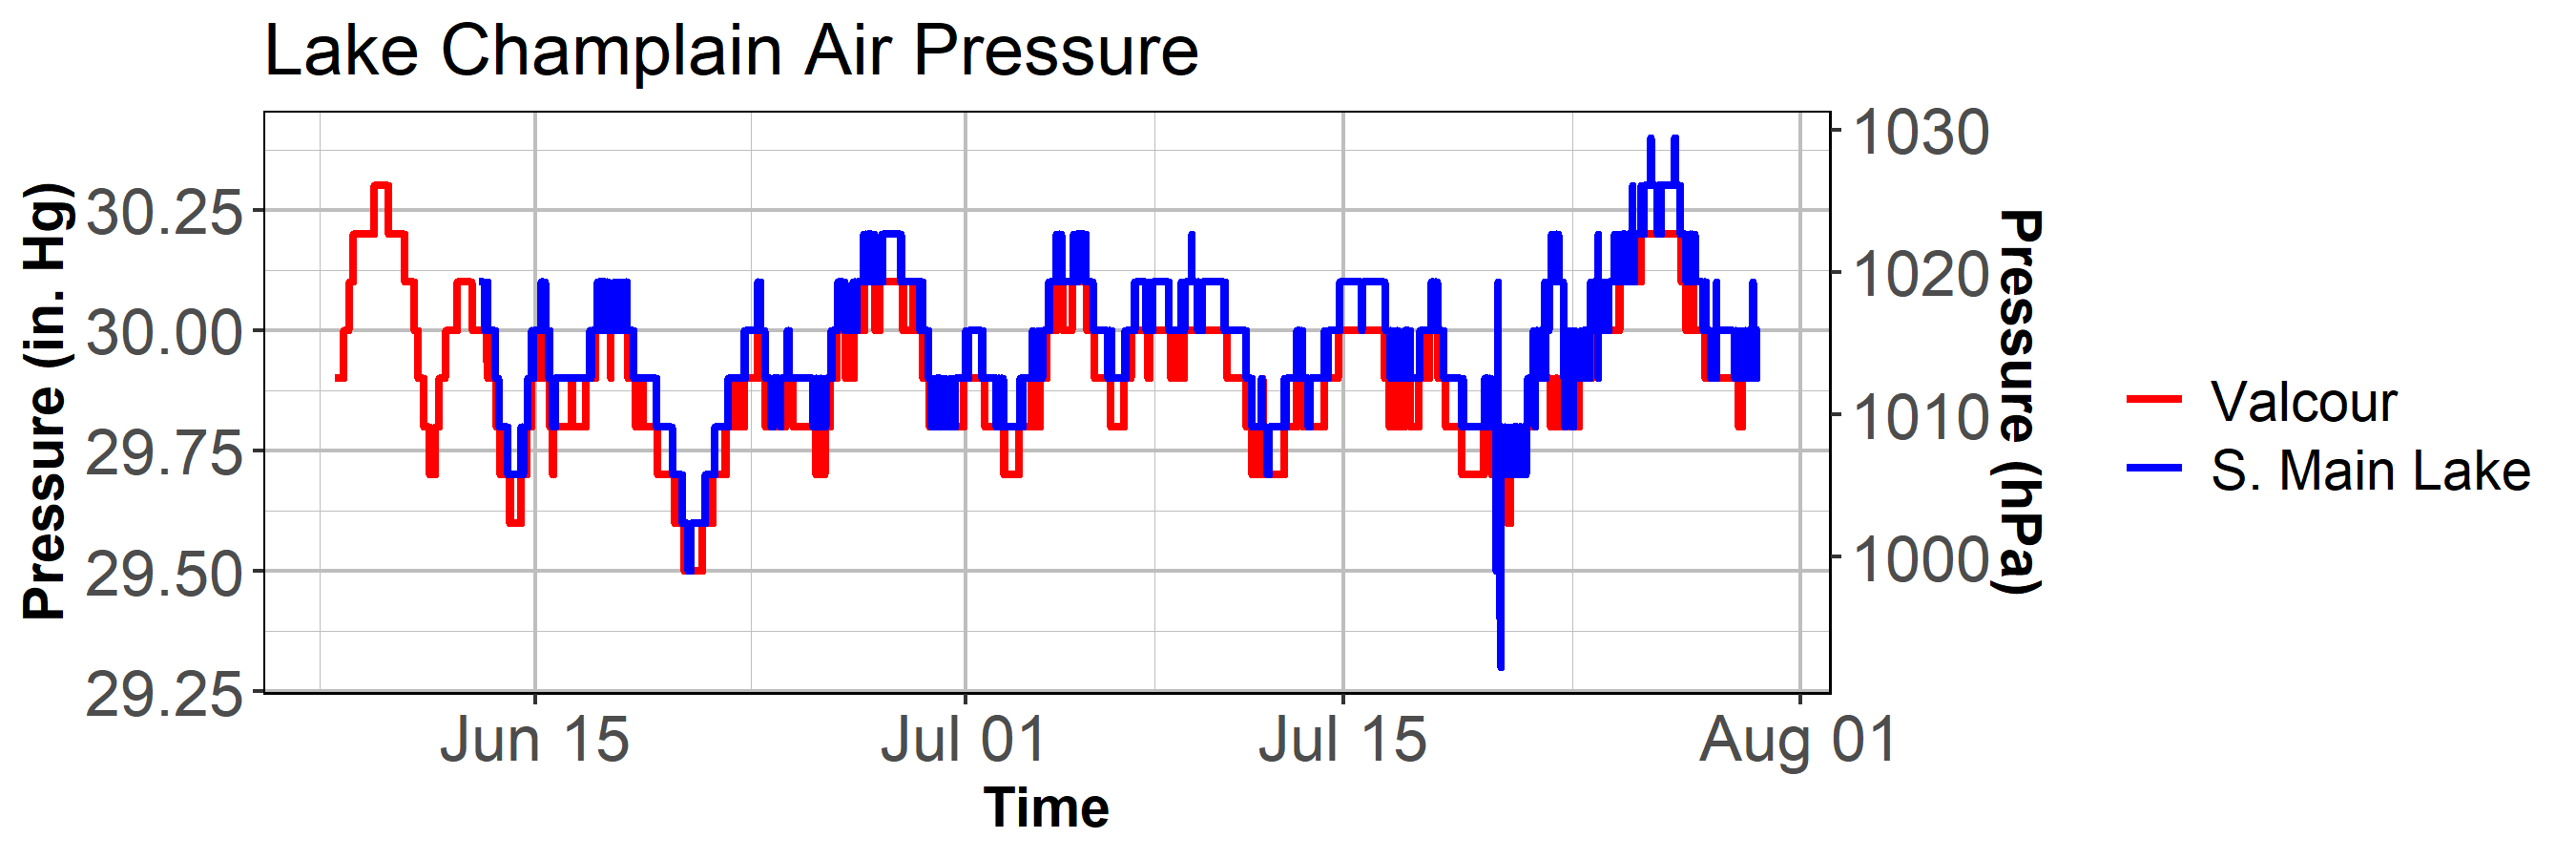 Lake Champlain Air Pressure
Pressure (in. Hg)
30.25
30.00
29.75
29.50
29.25
1030
1020
1010
1000
Pressure (hPa)
Jun 15
Jul 01
Jul 15
Aug 01
Time
Valcour
S. Main Lake